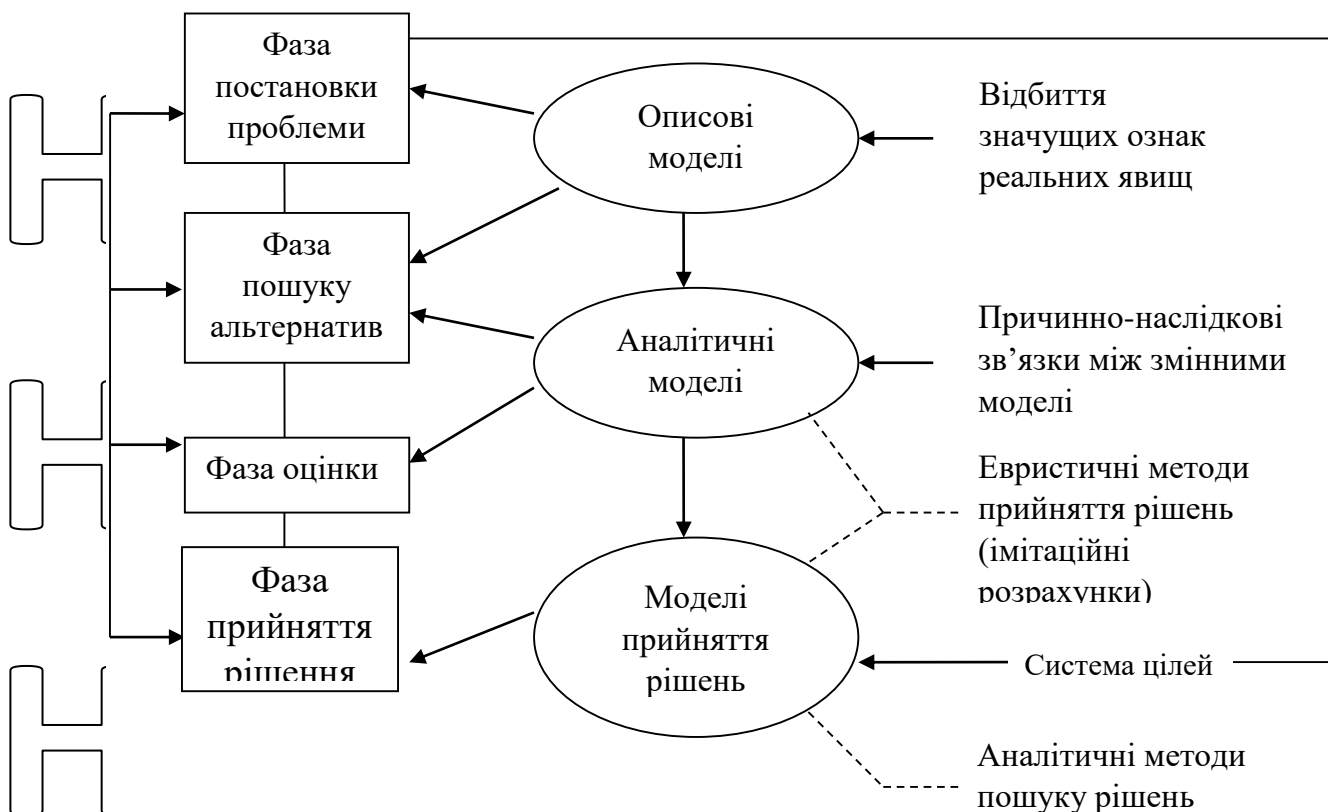 Фаза
постановки
проблеми
Описові
моделі
Відбиття
значущих ознак
реальних явищ
Фаза
пошуку
альтернатив
Аналітичні
моделі
Причинно-наслідкові
зв’язки між змінними
моделі
Фаза оцінки
Евристичні методи
прийняття рішень
(імітаційні
розрахунки)
Фаза
прийняття
рішення
Моделі
прийняття
рішень
Система цілей
Аналітичні методи
пошуку рішень